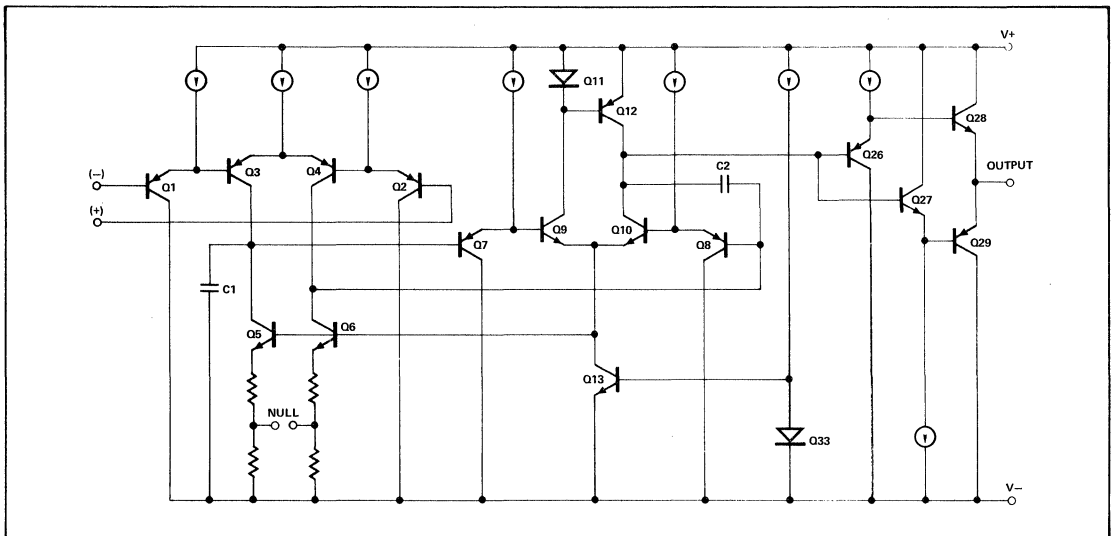 V+
Q11
Q12
Q28
(−)
Q3
Q4
C2
Q26
OUTPUT
Q1
Q2
Q27
(+)
Q9
Q10
Q7
Q8
Q29
C1
Q5
Q6
Q13
NULL
Q33
V−